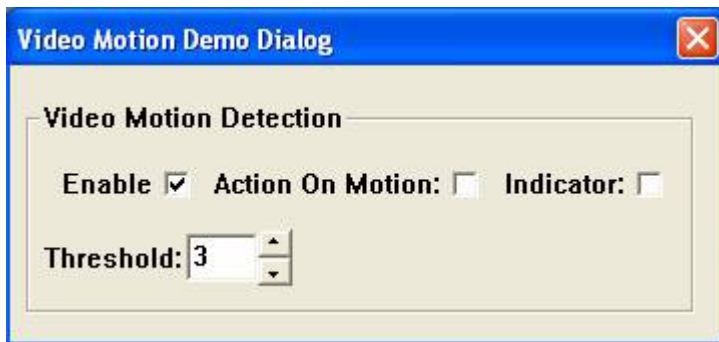 Video Motion Demo Dialog
Video Motion Detection
Enable Action On Motion: Indicator:
Threshold: 3